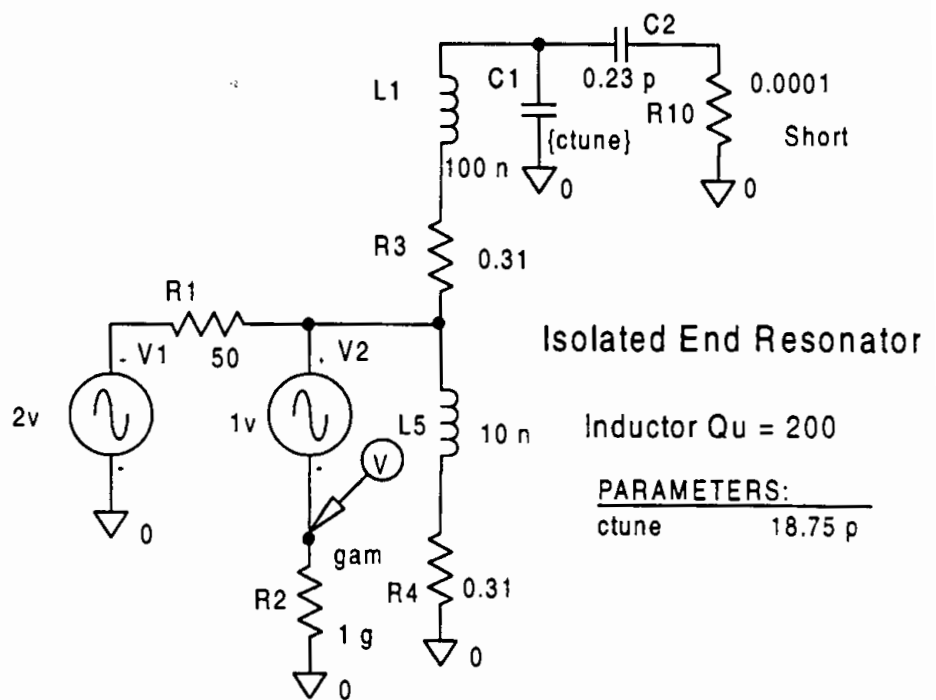 C2
L1
C1
0.23 p
0.0001
R10
{ctune}
Short
100 n
0
0
R3
0.31
R1
50
V1
V2
Isolated End Resonator
2v
1v
L5
10 n
Inductor Qu = 200
V
PARAMETERS:
ctune 18.75 p
0
gam
R2
R4
0.31
1 g
0
0